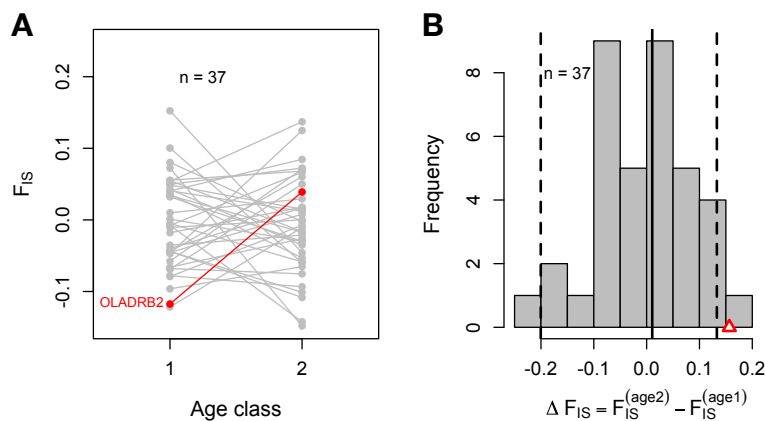 A
B
n = 37
n = 37
F_IS
0.2
0.1
0.0
-0.1
OLADRB2
1
2
Age class
Frequency
8
6
4
2
0
-0.2
-0.1
0.0
0.1
0.2
Δ F_IS = F_IS^(age2) − F_IS^(age1)